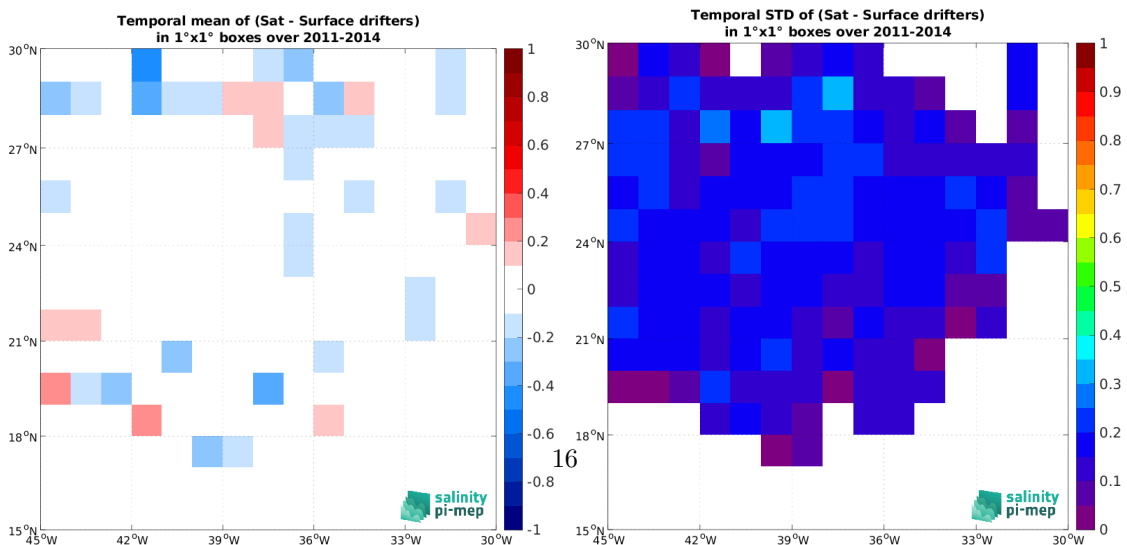 Temporal mean of (Sat - Surface drifters)
in 1°x1° boxes over 2011-2014
30°N
27°N
24°N
21°N
18°N
15°N
45°W
42°W
39°W
36°W
33°W
30°W
1
0.8
0.6
0.4
0.2
0
-0.2
-0.4
-0.6
-0.8
-1
salinity
pi-mep
16
Temporal STD of (Sat - Surface drifters)
in 1°x1° boxes over 2011-2014
30°N
27°N
24°N
21°N
18°N
15°N
45°W
42°W
39°W
36°W
33°W
30°W
1
0.9
0.8
0.7
0.6
0.5
0.4
0.3
0.2
0.1
0
salinity
pi-mep